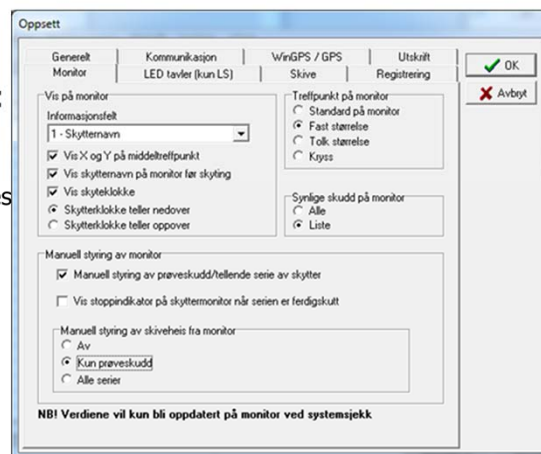 Oppsett
Generelt Kommunikasjon WinGPS / GPS Utskrift
Monitor LED tavler (kun LS) Skive Registrering
OK
Avbryt
Vis på monitor
Informasjonsfelt
1 - Skytternavn
Vis X og Y på middeltreffpunkt
Vis skytternavn på monitor før skyting
Vis skyteklokke
Skytterklokke teller nedover
Skytterklokke teller oppover
Treffpunkt på monitor
Standard på monitor
Fast størrelse
Tolk størrelse
Kryss
Synlige skudd på monitor
Alle
Liste
Manuell styring av monitor
Manuell styring av prøveskudd/tellende serie av skytter
Vis stoppindikator på skyttermonitor når serien er ferdigskutt
Manuell styring av skiveheis fra monitor
Av
Kun prøveskudd
Alle serier
NB! Verdiene vil kun bli oppdatert på monitor ved systemsjekk